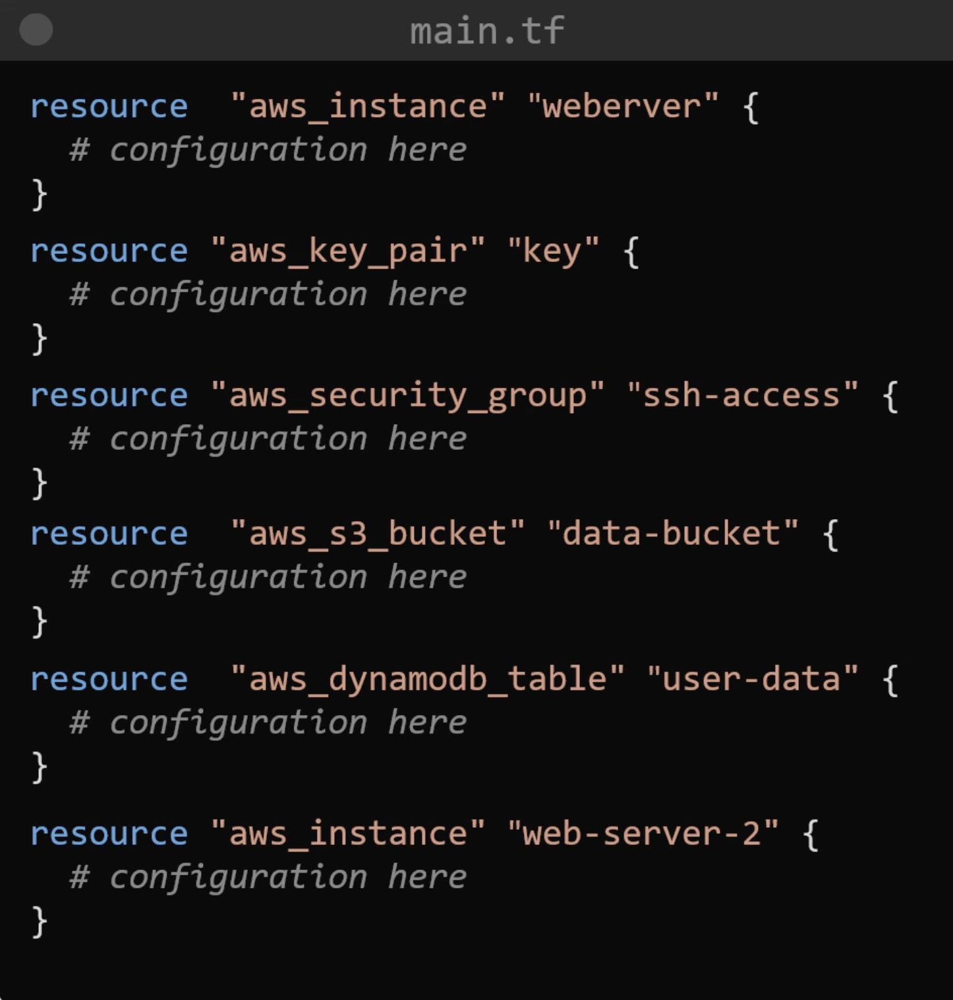 main.tf
resource  "aws_instance" "weberver" {
  # configuration here
}
resource "aws_key_pair" "key" {
  # configuration here
}
resource "aws_security_group" "ssh-access" {
  # configuration here
}
resource  "aws_s3_bucket" "data-bucket" {
  # configuration here
}
resource  "aws_dynamodb_table" "user-data" {
  # configuration here
}
resource "aws_instance" "web-server-2" {
  # configuration here
}